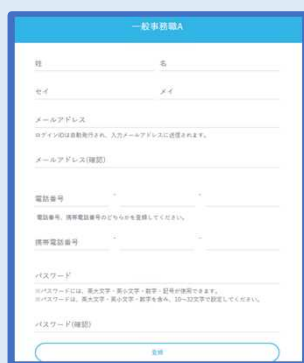 一般事務職A
姓 名
セイ メイ
メールアドレス
ログインIDは自動発行され、入力メールアドレスに送信されます。
メールアドレス(確認)
電話番号 - -
電話番号、携帯電話番号のどちらかを登録してください。
携帯電話番号 - -
パスワード
※パスワードには、英大文字・英小文字・数字・記号が使用できます。
※パスワードは、英大文字・英小文字・数字を含み、10~32文字で設定してください。
パスワード(確認)
登録